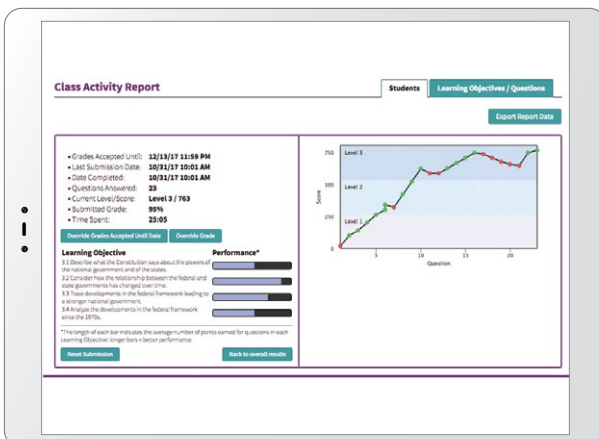 Class Activity Report
Students
Learning Objectives / Questions
Export Report Data
• Grades Accepted Until: 12/13/17 11:59 PM
• Last Submission Date: 10/31/17 10:01 AM
• Date Completed: 10/31/17 10:01 AM
• Questions Answered: 23
• Current Level/Score: Level 3 / 763
• Submitted Grade: 95%
• Time Spent: 25:05
Override Grades Accepted Until Date
Override Grade
Learning Objective Performance*
3.1 Describe what the Constitution says about the powers of
the national government and of the states.
3.2 Consider how the relationship between the federal and
state governments has changed over time.
3.3 Trace developments in the federal framework leading to
a stronger national government.
3.4 Analyze the developments in the federal framework
since the 1970s.
*The length of each bar indicates the average number of points earned for questions in each
Learning Objective: longer bars = better performance.
Reset Submission
Back to overall results
750
Level 3
Level 2
500
Score
Level 1
250
0
5
10
15
20
Question